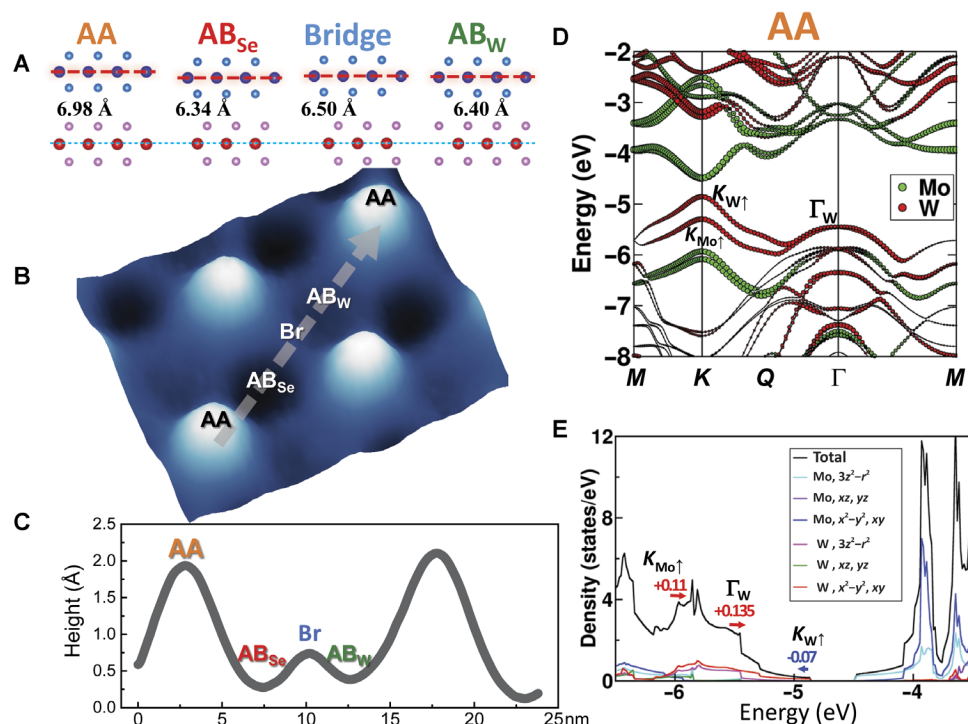 AA AB_Se Bridge AB_W
A
6.98 Å 6.34 Å 6.50 Å 6.40 Å
B
AA
AB_W
Br
AB_Se
AA
C
Height (Å)
2.5
2.0
1.5
1.0
0.5
0.0
AA
AB_Se
Br
AB_W
0 5 10 15 20 25nm
D
AA
Energy (eV)
-2
-3
-4
-5
-6
-7
-8
K_W↑
Γ_W
K_Mo↑
Mo
W
M K Q Γ M
E
Density (states/eV)
12
8
4
0
Total
Mo, 3z²−r²
Mo, xz, yz
Mo, x²−y², xy
W , 3z²−r²
W , xz, yz
W , x²−y², xy
K_Mo↑
+0.11
Γ_W
+0.135
K_W↑
-0.07
-6 -5 -4
Energy (eV)